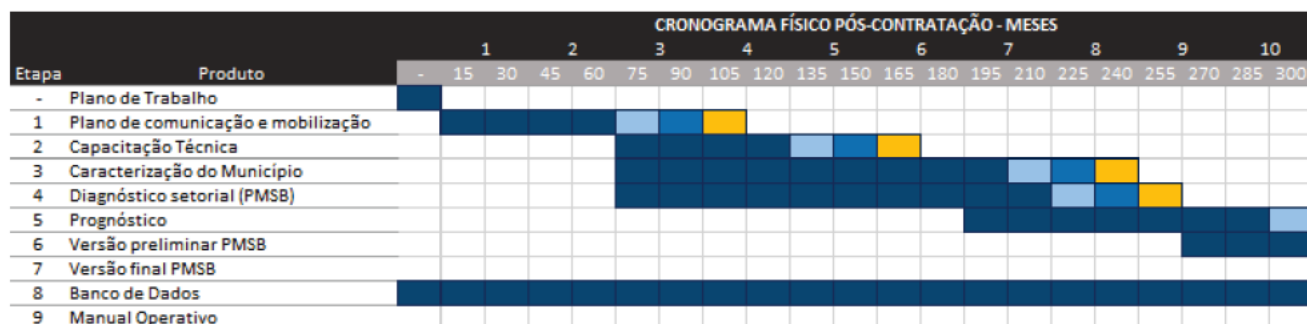 CRONOGRAMA FÍSICO PÓS-CONTRATAÇÃO - MESES
1 2 3 4 5 6 7 8 9 10
Etapa Produto - 15 30 45 60 75 90 105 120 135 150 165 180 195 210 225 240 255 270 285 300
- Plano de Trabalho
1 Plano de comunicação e mobilização
2 Capacitação Técnica
3 Caracterização do Município
4 Diagnóstico setorial (PMSB)
5 Prognóstico
6 Versão preliminar PMSB
7 Versão final PMSB
8 Banco de Dados
9 Manual Operativo